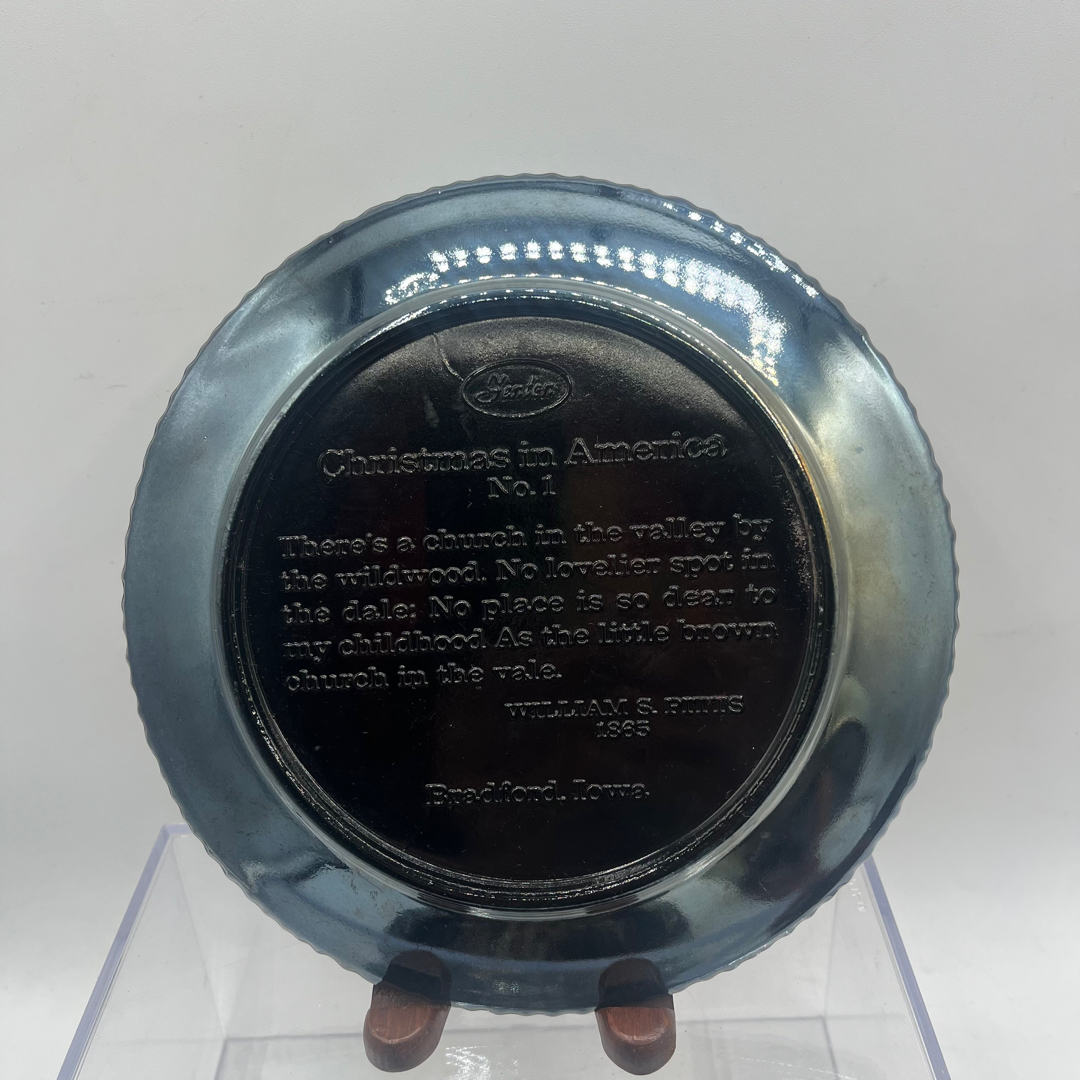 Fenton
Christmas in America
No. 1
There's a church in the valley by
the wildwood. No lovelier spot in
the dale: No place is so dear to
my childhood As the little brown
church in the vale.
WILLIAM S. PITTS
1865
Bradford, Iowa.